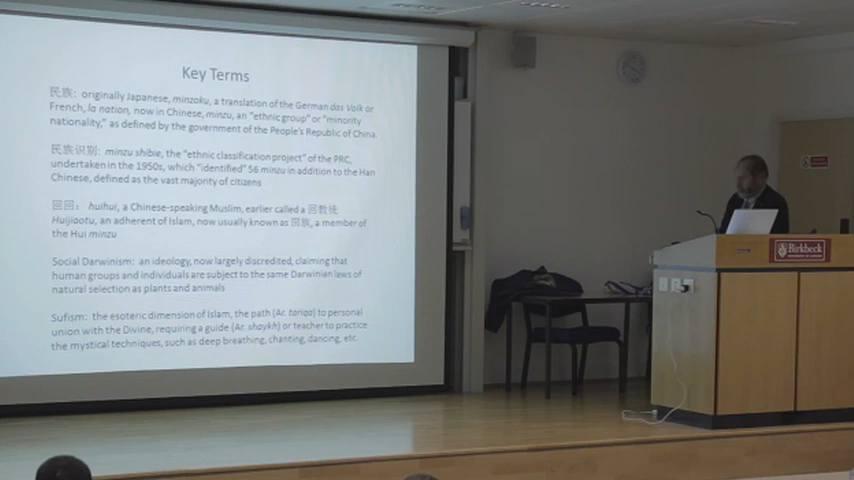 Key Terms
民族: originally Japanese, minzoku, a translation of the German das Volk or
French, la nation, now in Chinese, minzu, an "ethnic group" or "minority
nationality," as defined by the government of the People's Republic of China.
民族识别: minzu shibie, the "ethnic classification project" of the PRC,
undertaken in the 1950s, which "identified" 56 minzu in addition to the Han
Chinese, defined as the vast majority of citizens
回回: huihui, a Chinese-speaking Muslim, earlier called a 回教徒
Huijiaotu, an adherent of Islam, now usually known as 回族, a member of
the Hui minzu
Social Darwinism: an ideology, now largely discredited, claiming that
human groups and individuals are subject to the same Darwinian laws of
natural selection as plants and animals
Sufism: the esoteric dimension of Islam, the path (Ar. tariqa) to personal
union with the Divine, requiring a guide (Ar. shaykh) or teacher to practice
the mystical techniques, such as deep breathing, chanting, dancing, etc.
Birkbeck
UNIVERSITY OF LONDON